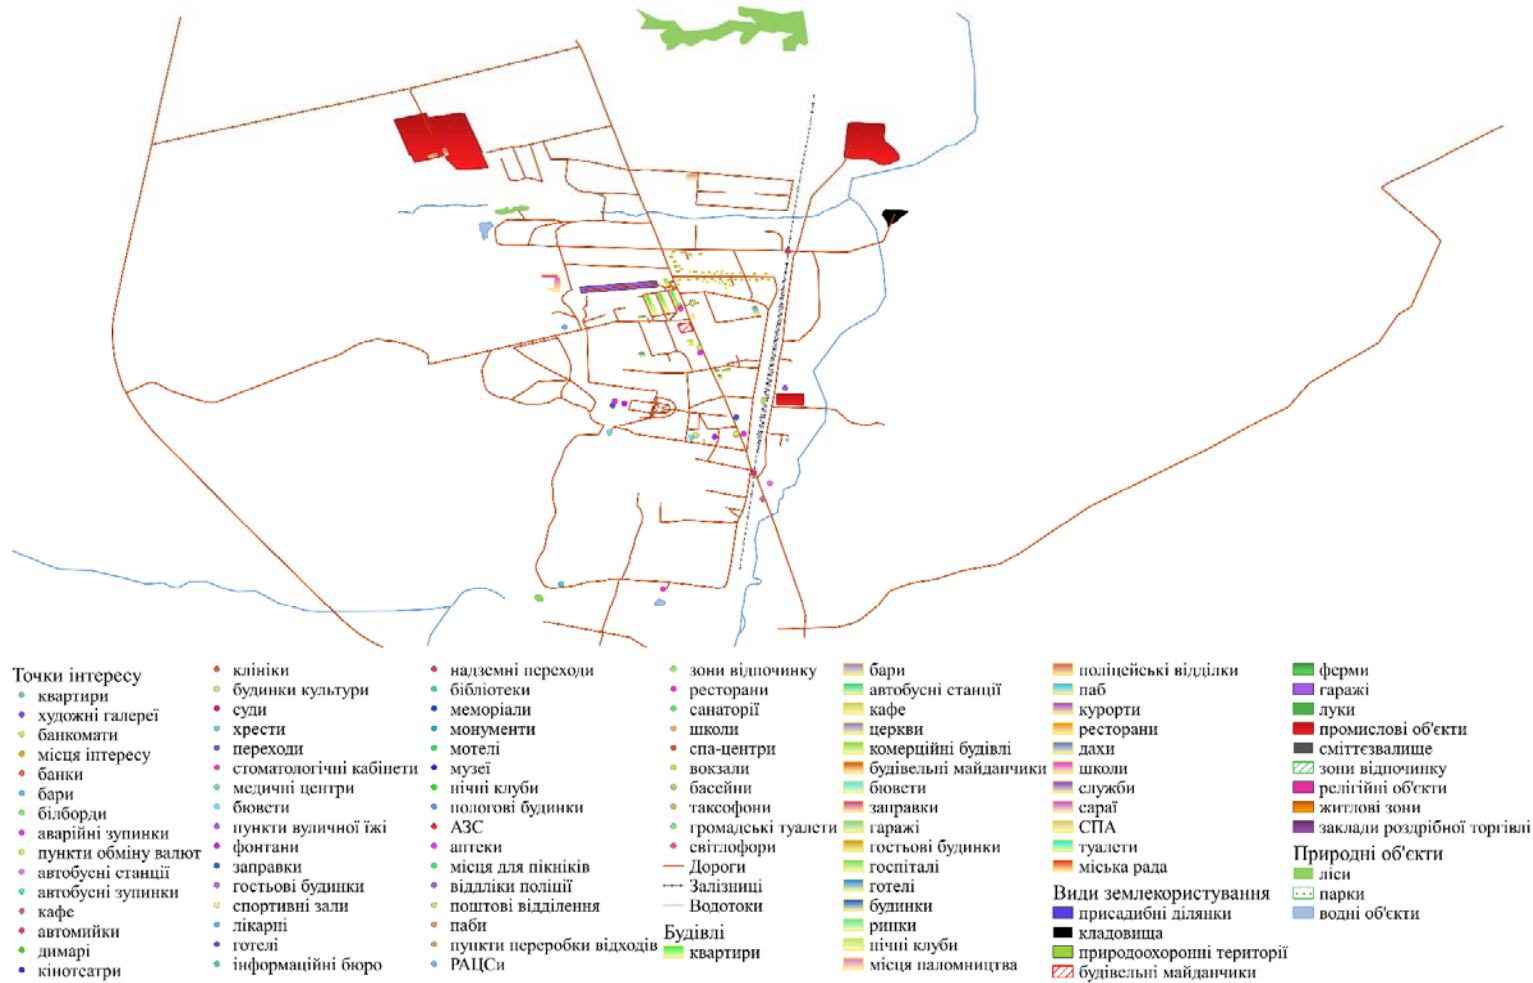 Точки інтересу
квартири
художні галереї
банкомати
місця інтересу
банки
бари
білборди
аварійні зупинки
пункти обміну валют
автобусні станції
автобусні зупинки
кафе
автомийки
димарі
кінотеатри
клініки
будинки культури
суди
хрести
переходи
стоматологічні кабінети
медичні центри
бювети
пункти вуличної їжі
фонтани
заправки
гостьові будинки
спортивні зали
лікарні
готелі
інформаційні бюро
надземні переходи
бібліотеки
меморіали
монументи
мотелі
музеї
нічні клуби
пологові будинки
АЗС
аптеки
місця для пікніків
відділки поліції
поштові відділення
паби
пункти переробки відходів
РАЦСи
зони відпочинку
ресторани
санаторії
школи
спа-центри
вокзали
басейни
таксофони
громадські туалети
світлофори
Дороги
Залізниці
Водотоки
Будівлі
квартири
бари
автобусні станції
кафе
церкви
комерційні будівлі
будівельні майданчики
бювети
заправки
гаражі
гостьові будинки
госпіталі
готелі
будинки
ринки
нічні клуби
місця паломництва
поліцейські відділки
паб
курорти
ресторани
дахи
школи
служби
сараї
СПА
туалети
міська рада
Види землекористування
присадибні ділянки
кладовища
природоохоронні території
будівельні майданчики
ферми
гаражі
луки
промислові об'єкти
сміттєзвалище
зони відпочинку
релігійні об'єкти
житлові зони
заклади роздрібної торгівлі
Природні об'єкти
ліси
парки
водні об'єкти